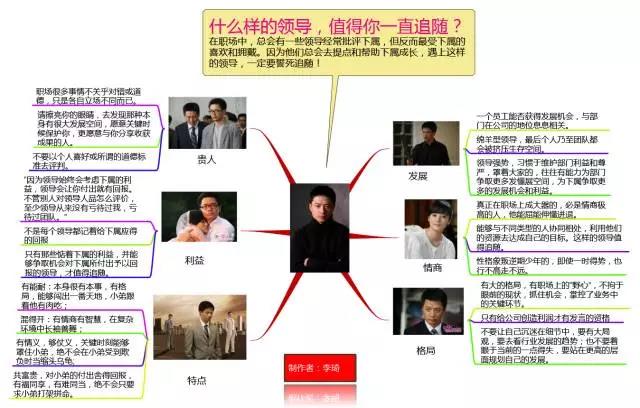 什么样的领导，值得你一直追随？
在职场中，总会有一些领导经常批评下属，但反而最受下属的
喜欢和拥戴。因为他们总会去提点和帮助下属成长，遇上这样
的领导，一定要誓死追随！
职场很多事情不关乎对错或道
德，只是各自立场不同而已。
请擦亮你的眼睛，去发现那种本
身有很大发展空间，愿意关键时
候保护你，更愿意与你分享收获
成果的人。
不要以个人喜好或所谓的道德标
准去评判。
贵人
"因为领导始终会考虑下属的利
益，领导会让你付出就有回报。
不管别人对领导人品怎么评价，
至少领导从来没有亏待过我，亏
待过团队。"
不是每个领导都记着给下属应得
的回报
只有那些惦着下属的利益，并能
够争取机会对下属所付出予以回
报的领导，才值得追随。
利益
有能耐：本身很有本事，有格
局，能够闯出一番天地，小弟跟
着他有肉吃；
混得开：有情商有智慧，在复杂
环境中长袖善舞；
有情义，够仗义，关键时刻能够
罩住小弟，绝不会在小弟受到欺
负时当缩头乌龟；
共富贵，对小弟的付出舍得回报，
有福同享，有难同当，绝不会只要
求小弟打架拼命。
特点
一个员工能否获得发展机会，与部
门在公司的地位息息相关。
绵羊型领导，最后个人乃至团队都
会被挤压生存空间。
领导强势，习惯于维护部门利益和尊
严，罩着大家的，往往有能力为部门
争取更多发懂展空间，为下属争取更
多的发展机会和利益。
发展
真正在职场上成大器的，必是情商极
高的人，他能屈能伸懂进退。
能够与不同类型的人协同相处，利用他们
的资源去达成自己的目标。这样的领导值
得追随。
性格象叛逆期少年的，即使一时得势，也
行不高走不远。
情商
有大的格局，有职场上的"野心"，不拘于
眼前的现状，抓住机会，掌控了业务中
的关键环节。
只有给公司创造利润才有发言的资格
不要让自己沉迷在细节中，要有大局
观，要去看行业发展的趋势；也不要着
眼于当前的一点得失，要站在更高的层
面规划自己的发展。
格局
制作者：李琦